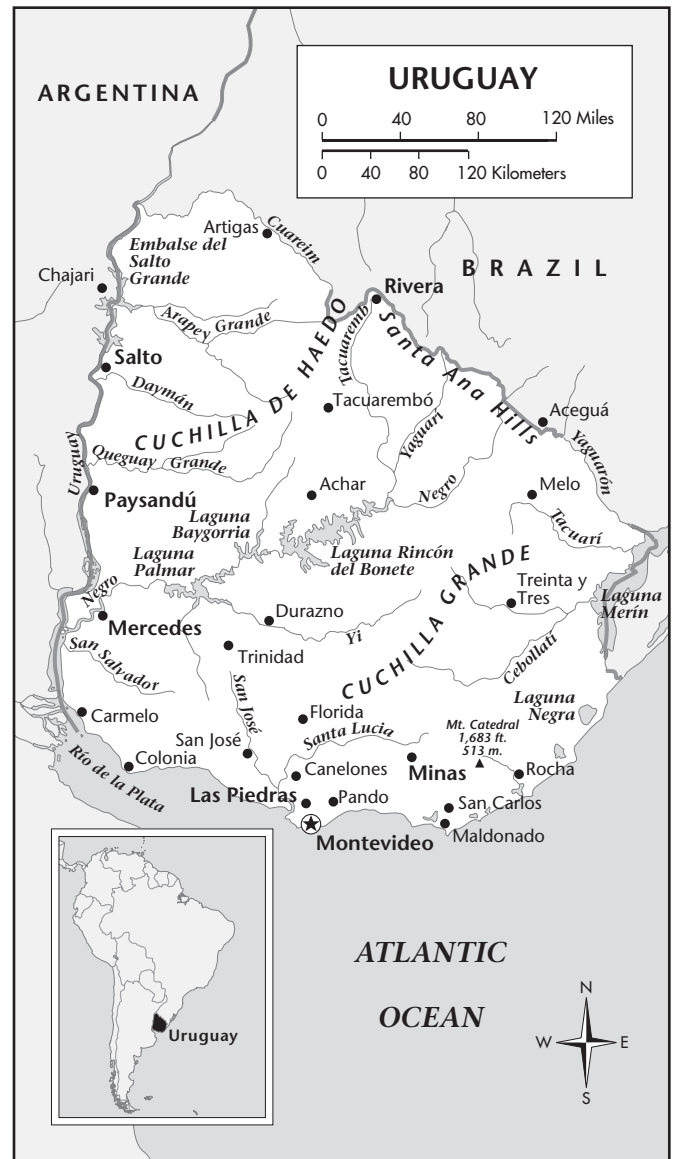 URUGUAY
0 40 80 120 Miles
0 40 80 120 Kilometers
ARGENTINA
BRAZIL
Artigas
Cuareim
Embalse del
Salto
Grande
Chajari
Rivera
Arapey Grande
Tacuaremb
Santa Ana Hills
Salto
Daymán
CUCHILLA DE HAEDO
Tacuarembó
Aceguá
Yaguarí
Yaguarón
Uruguay
Queguay Grande
Paysandú
Achar
Negro
Melo
Laguna
Baygorria
Tacuarí
Laguna
Palmar
Laguna Rincón
del Bonete
CUCHILLA GRANDE
Treinta y
Tres
Laguna
Merín
Negro
Mercedes
Durazno
Yi
San Salvador
Trinidad
Cebollatí
San José
Laguna
Negra
Carmelo
Florida
Santa Lucia
Mt. Catedral
1,683 ft.
513 m.
San José
Colonia
Canelones
Minas
Rocha
Río de la Plata
Las Piedras
Pando
San Carlos
Maldonado
Montevideo
ATLANTIC
OCEAN
Uruguay
N
W E
S